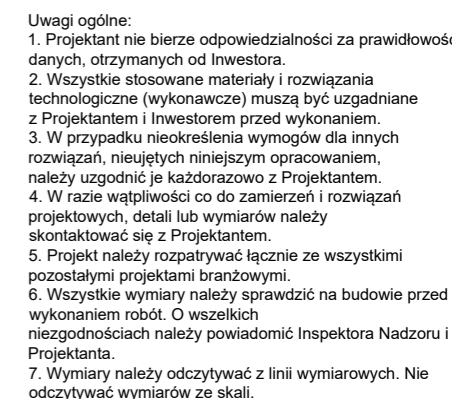 Uwagi ogólne:
1. Projektant nie bierze odpowiedzialności za prawidłowość
danych, otrzymanych od Inwestora.
2. Wszystkie stosowane materiały i rozwiązania
technologiczne (wykonawcze) muszą być uzgadniane
z Projektantem i Inwestorem przed wykonaniem.
3. W przypadku nieokreślenia wymogów dla innych
rozwiązań, nieujętych niniejszym opracowaniem,
należy uzgodnić je każdorazowo z Projektantem.
4. W razie wątpliwości co do zamierzeń i rozwiązań
projektowych, detali lub wymiarów należy
skontaktować się z Projektantem.
5. Projekt należy rozpatrywać łącznie ze wszystkimi
pozostałymi projektami branżowymi.
6. Wszystkie wymiary należy sprawdzić na budowie przed
wykonaniem robót. O wszelkich
niezgodnościach należy powiadomić Inspektora Nadzoru i
Projektanta.
7. Wymiary należy odczytywać z linii wymiarowych. Nie
odczytywać wymiarów ze skali.